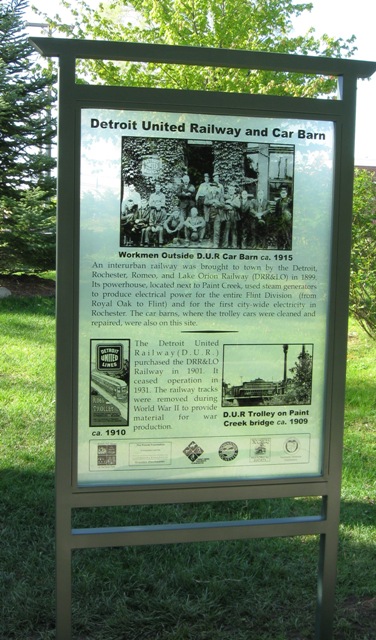 Detroit United Railway and Car Barn
Workmen Outside D.U.R Car Barn ca. 1915
An interurban railway was brought to town by the Detroit,
Rochester, Romeo, and Lake Orion Railway (DRR&LO) in 1899.
Its powerhouse, located next to Paint Creek, used steam generators
to produce electrical power for the entire Flint Division (from
Royal Oak to Flint) and for the first city-wide electricity in
Rochester. The car barns, where the trolley cars were cleaned and
repaired, were also on this site.
The Detroit United
Railway (D.U.R.)
purchased the DRR&LO
Railway in 1901. It
ceased operation in
1931. The railway tracks
were removed during
World War II to provide
material for war
production.
DETROIT
UNITED
LINES
TROLLEY
ca. 1910
D.U.R Trolley on Paint
Creek bridge ca. 1909